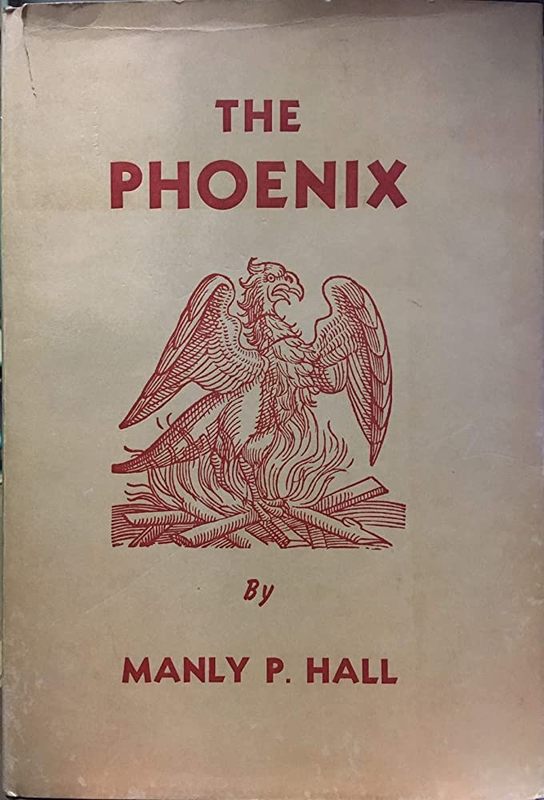 THE
PHOENIX
By
MANLY P. HALL